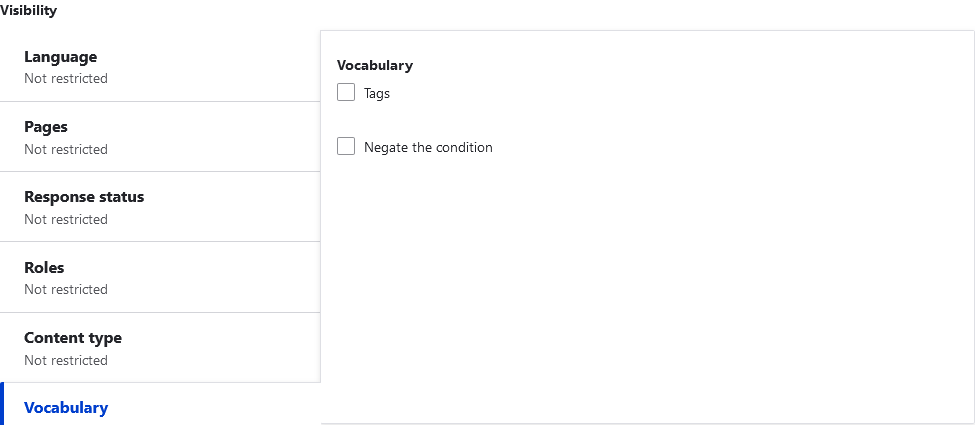 Visibility
Language
Not restricted
Pages
Not restricted
Response status
Not restricted
Roles
Not restricted
Content type
Not restricted
Vocabulary
Vocabulary
Tags
Negate the condition